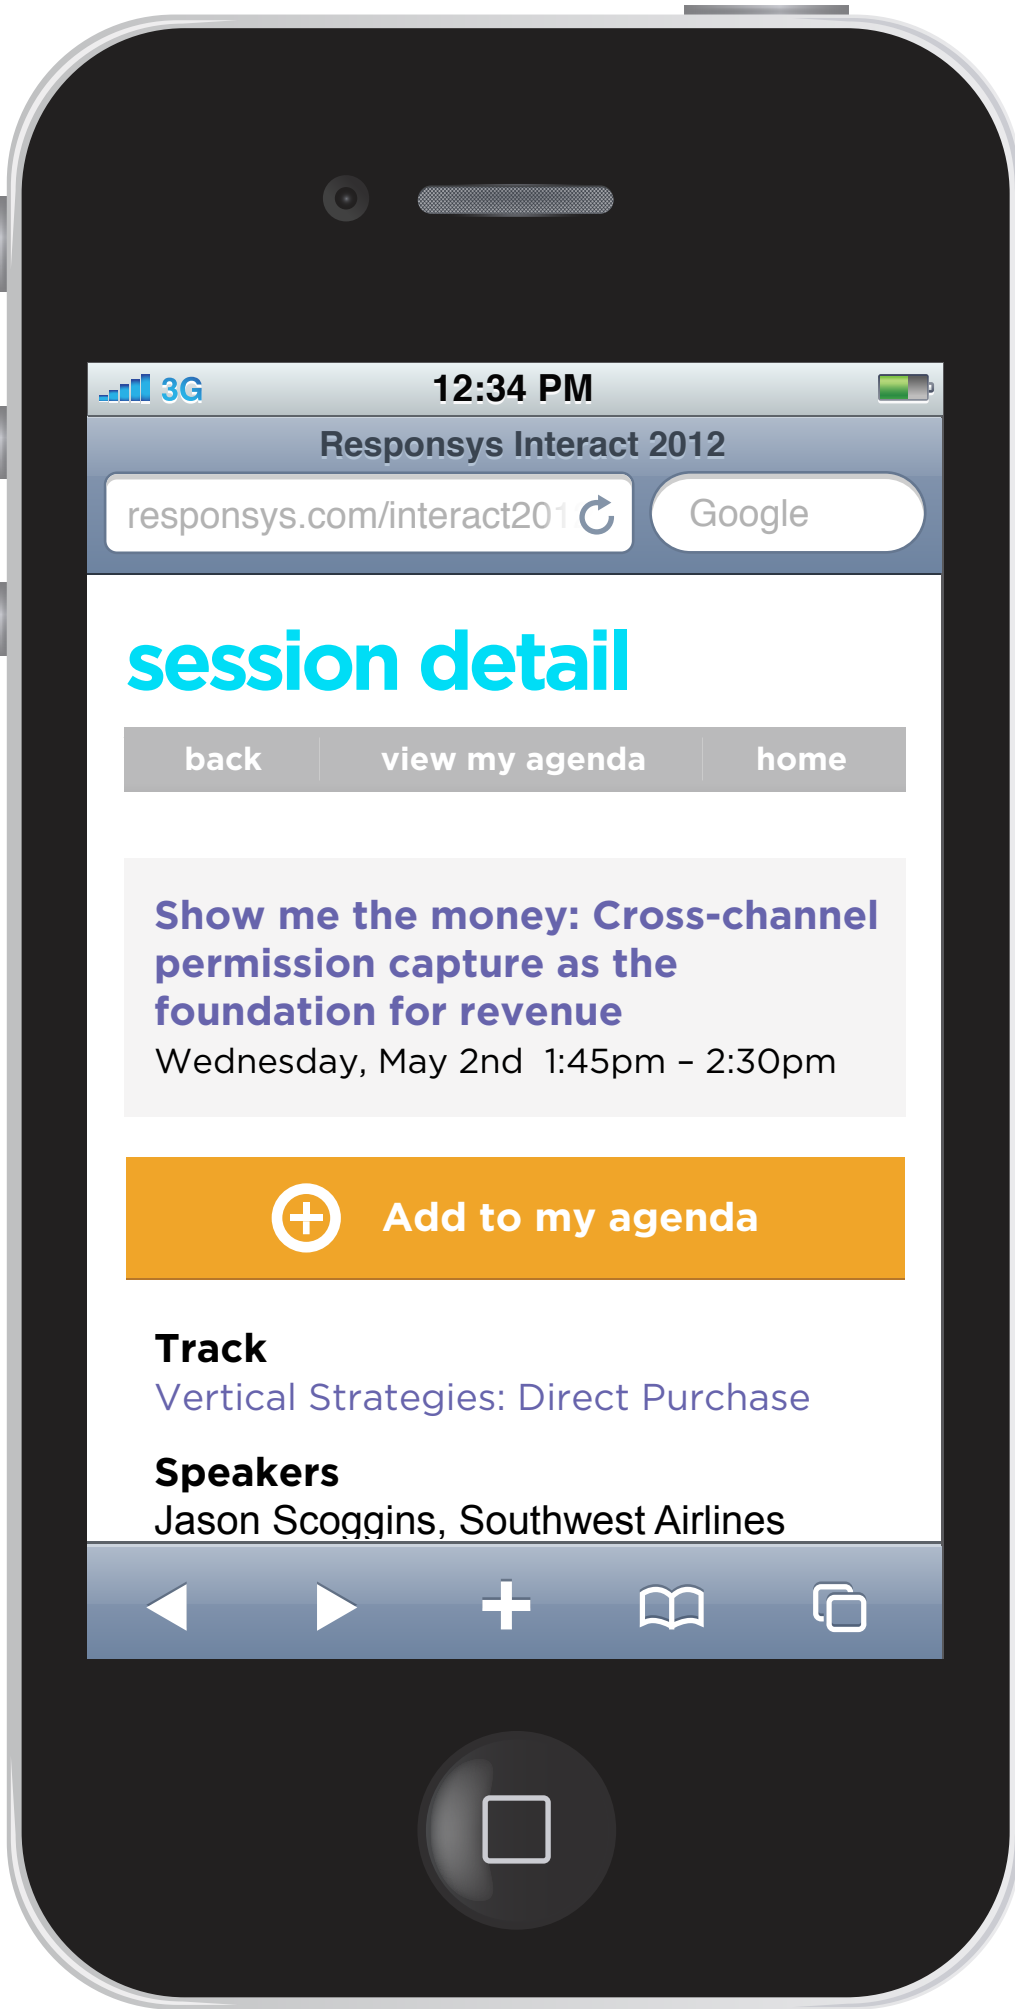 3G 12:34 PM
Responsys Interact 2012
responsys.com/interact201 Google
session detail
back view my agenda home
Show me the money: Cross-channel
permission capture as the
foundation for revenue
Wednesday, May 2nd 1:45pm – 2:30pm
Add to my agenda
Track
Vertical Strategies: Direct Purchase
Speakers
Jason Scoggins, Southwest Airlines